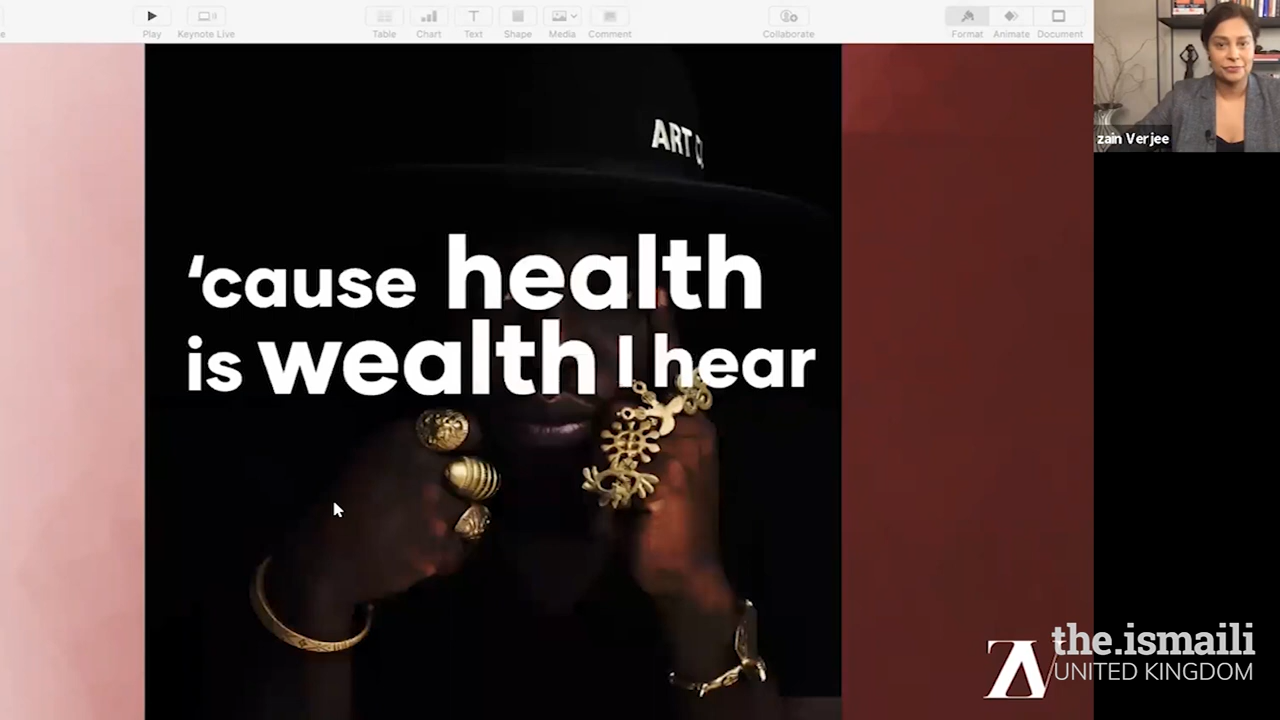 Play
Keynote Live
Table
Chart
Text
Shape
Media
Comment
Collaborate
Format
Animate
Document
zain Verjee
ART
‘cause health
is wealth I hear
the.ismaili
UNITED KINGDOM